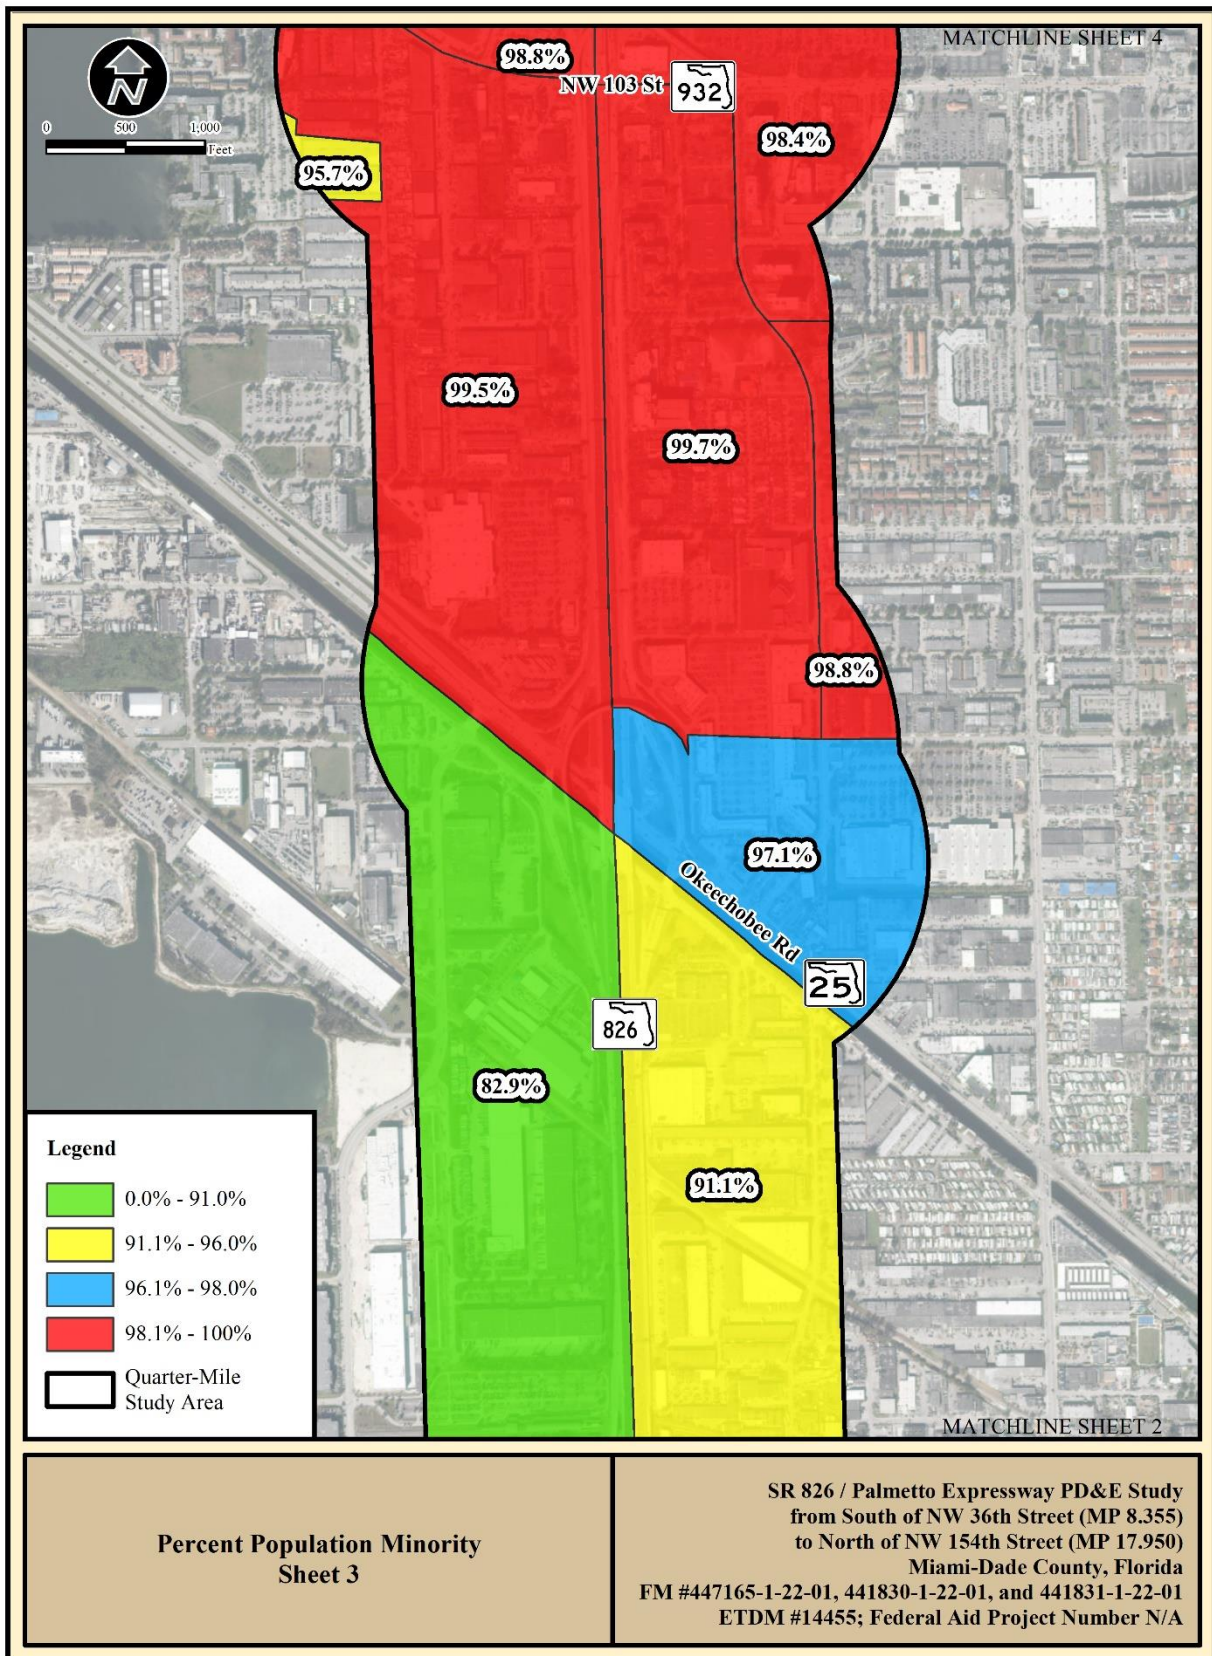 MATCHLINE SHEET 4
N
0 500 1,000
Feet
98.8%
NW 103 St
932
98.4%
95.7%
99.5%
99.7%
98.8%
97.1%
Okeechobee Rd
25
826
82.9%
91.1%
Legend
0.0% - 91.0%
91.1% - 96.0%
96.1% - 98.0%
98.1% - 100%
Quarter-Mile
Study Area
MATCHLINE SHEET 2
Percent Population Minority
Sheet 3
SR 826 / Palmetto Expressway PD&E Study
from South of NW 36th Street (MP 8.355)
to North of NW 154th Street (MP 17.950)
Miami-Dade County, Florida
FM #447165-1-22-01, 441830-1-22-01, and 441831-1-22-01
ETDM #14455; Federal Aid Project Number N/A